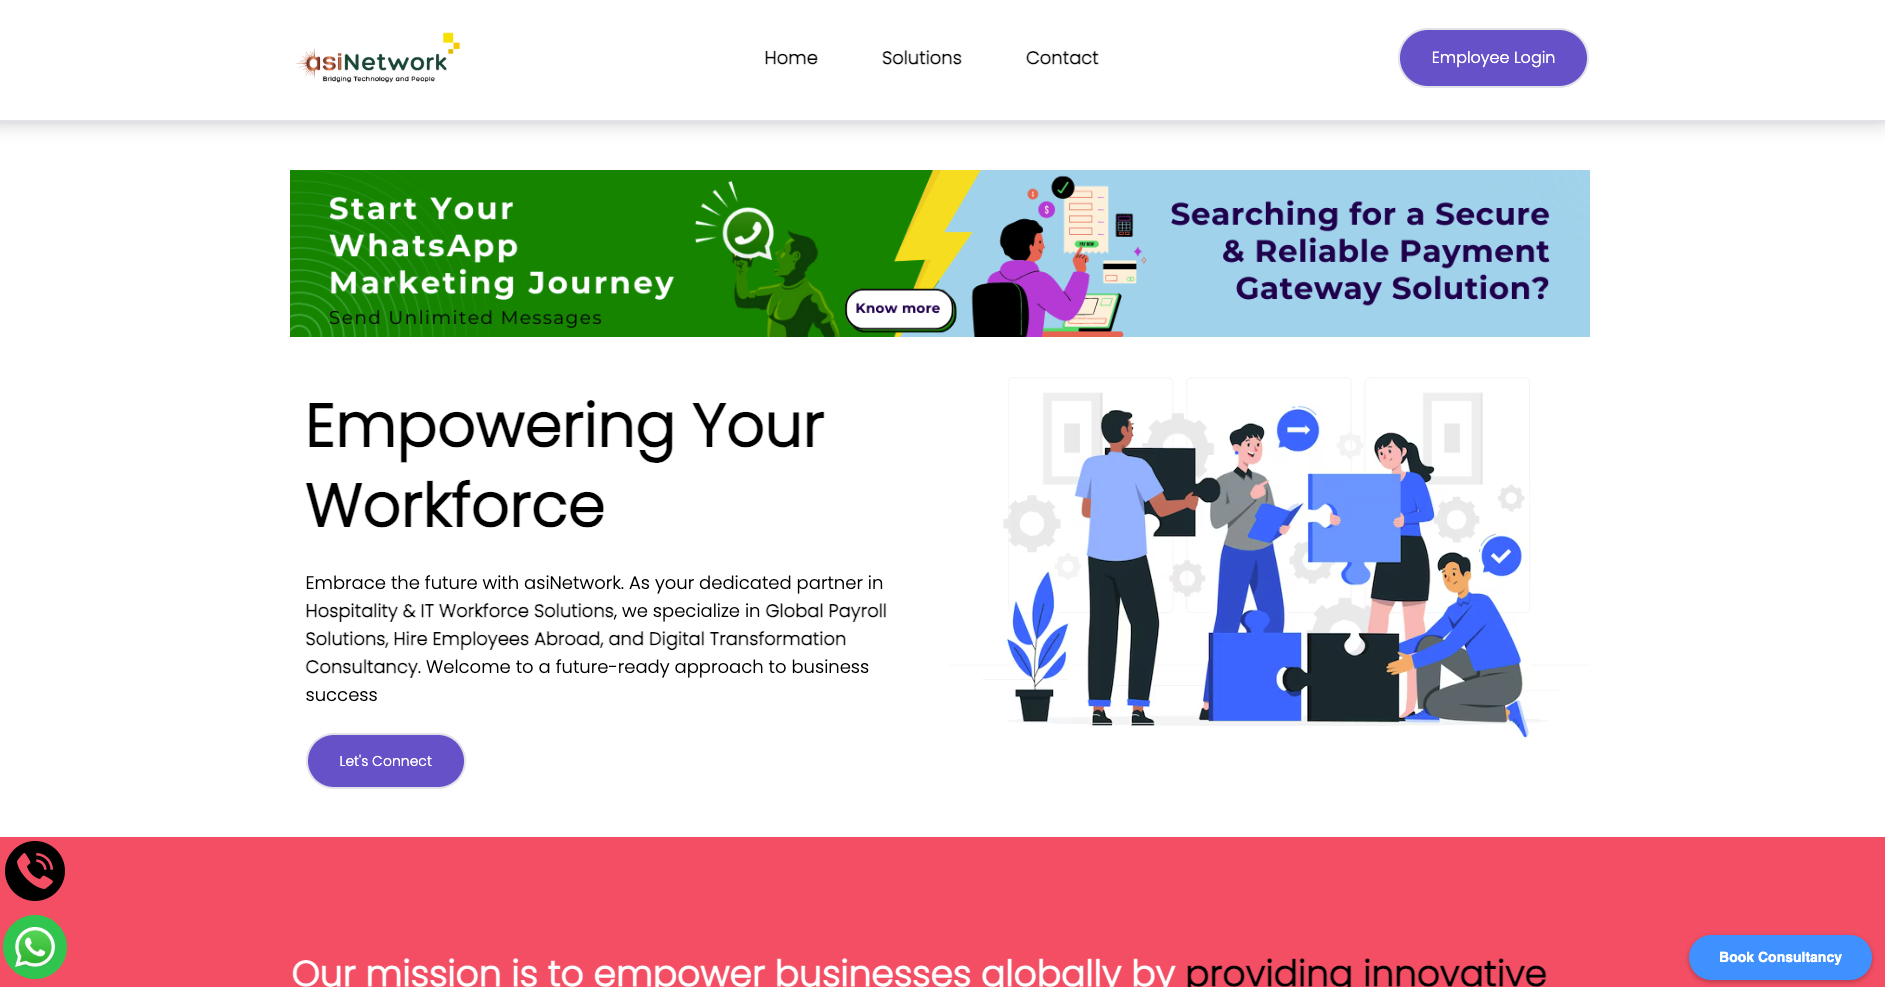 asiNetwork
Bridging Technology and People
Home
Solutions
Contact
Employee Login
Start Your
WhatsApp
Marketing Journey
Send Unlimited Messages
Know more
$
$
PAY NOW
Searching for a Secure
& Reliable Payment
Gateway Solution?
Empowering Your
Workforce
Embrace the future with asiNetwork. As your dedicated partner in
Hospitality & IT Workforce Solutions, we specialize in Global Payroll
Solutions, Hire Employees Abroad, and Digital Transformation
Consultancy. Welcome to a future-ready approach to business
success
Let's Connect
Our mission is to empower businesses globally by providing innovative
Book Consultancy